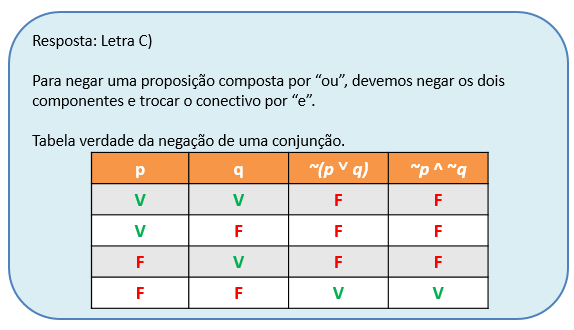 Resposta: Letra C)
Para negar uma proposição composta por “ou”, devemos negar os dois
componentes e trocar o conectivo por “e”.
Tabela verdade da negação de uma conjunção.
p q ~(p ˅ q) ~p ^ ~q
V V F F
V F F F
F V F F
F F V V